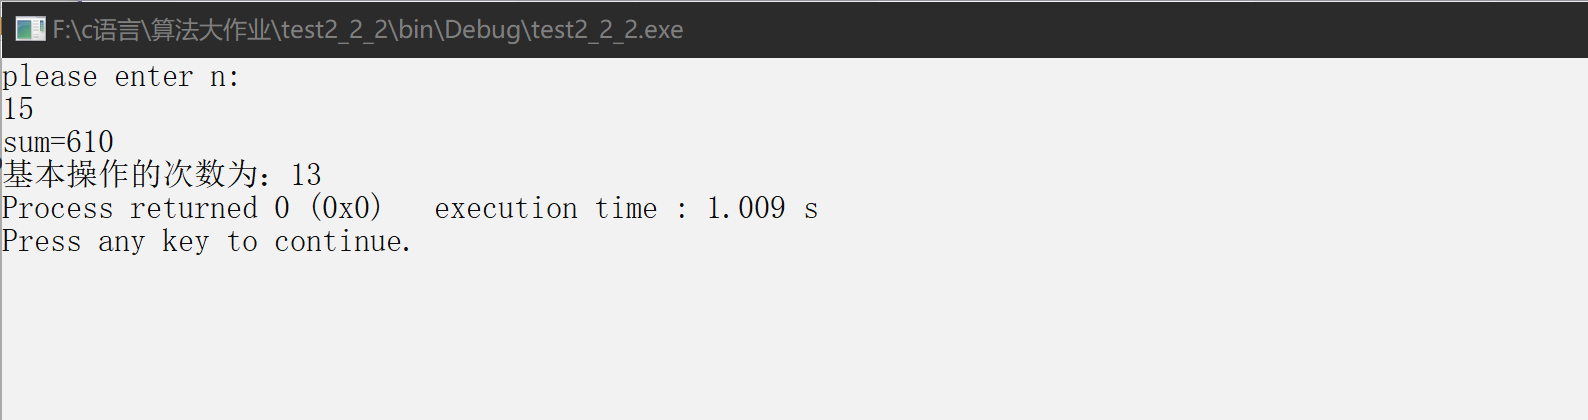 F:\c语言\算法大作业\test2_2_2\bin\Debug\test2_2_2.exe
please enter n:
15
sum=610
基本操作的次数为：13
Process returned 0 (0x0)   execution time : 1.009 s
Press any key to continue.